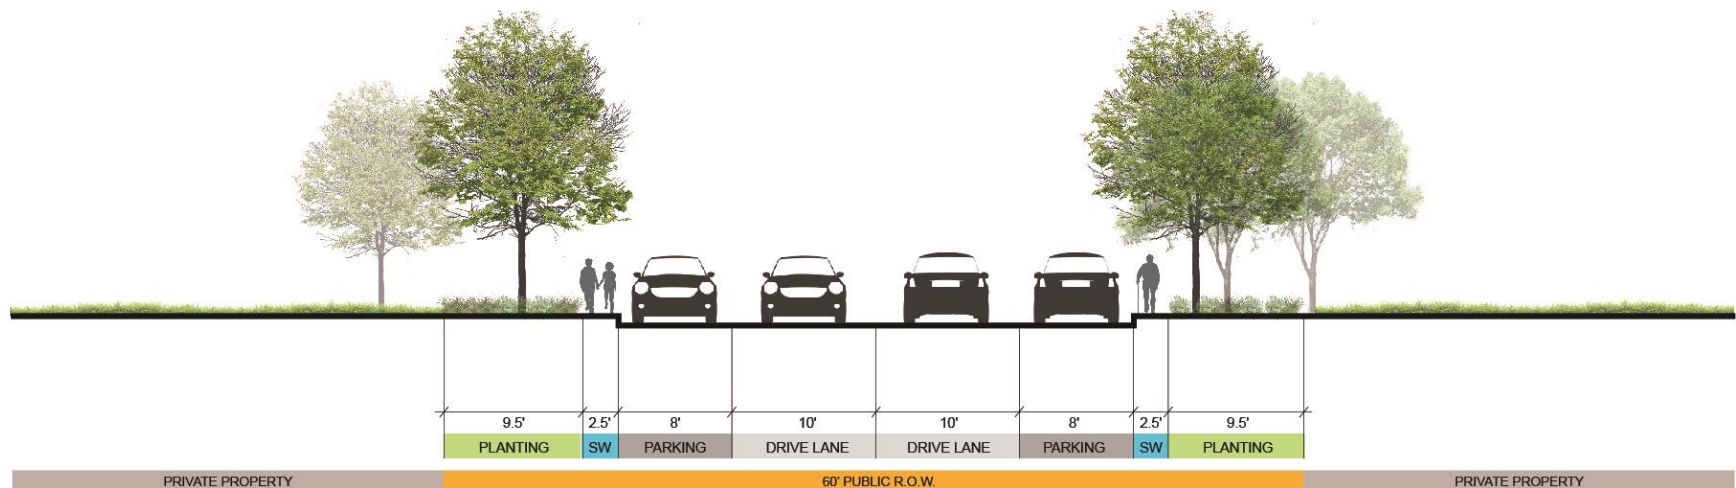 9.5' 2.5' 8' 10' 10' 8' 2.5' 9.5'
PLANTING SW PARKING DRIVE LANE DRIVE LANE PARKING SW PLANTING
PRIVATE PROPERTY 60' PUBLIC R.O.W. PRIVATE PROPERTY